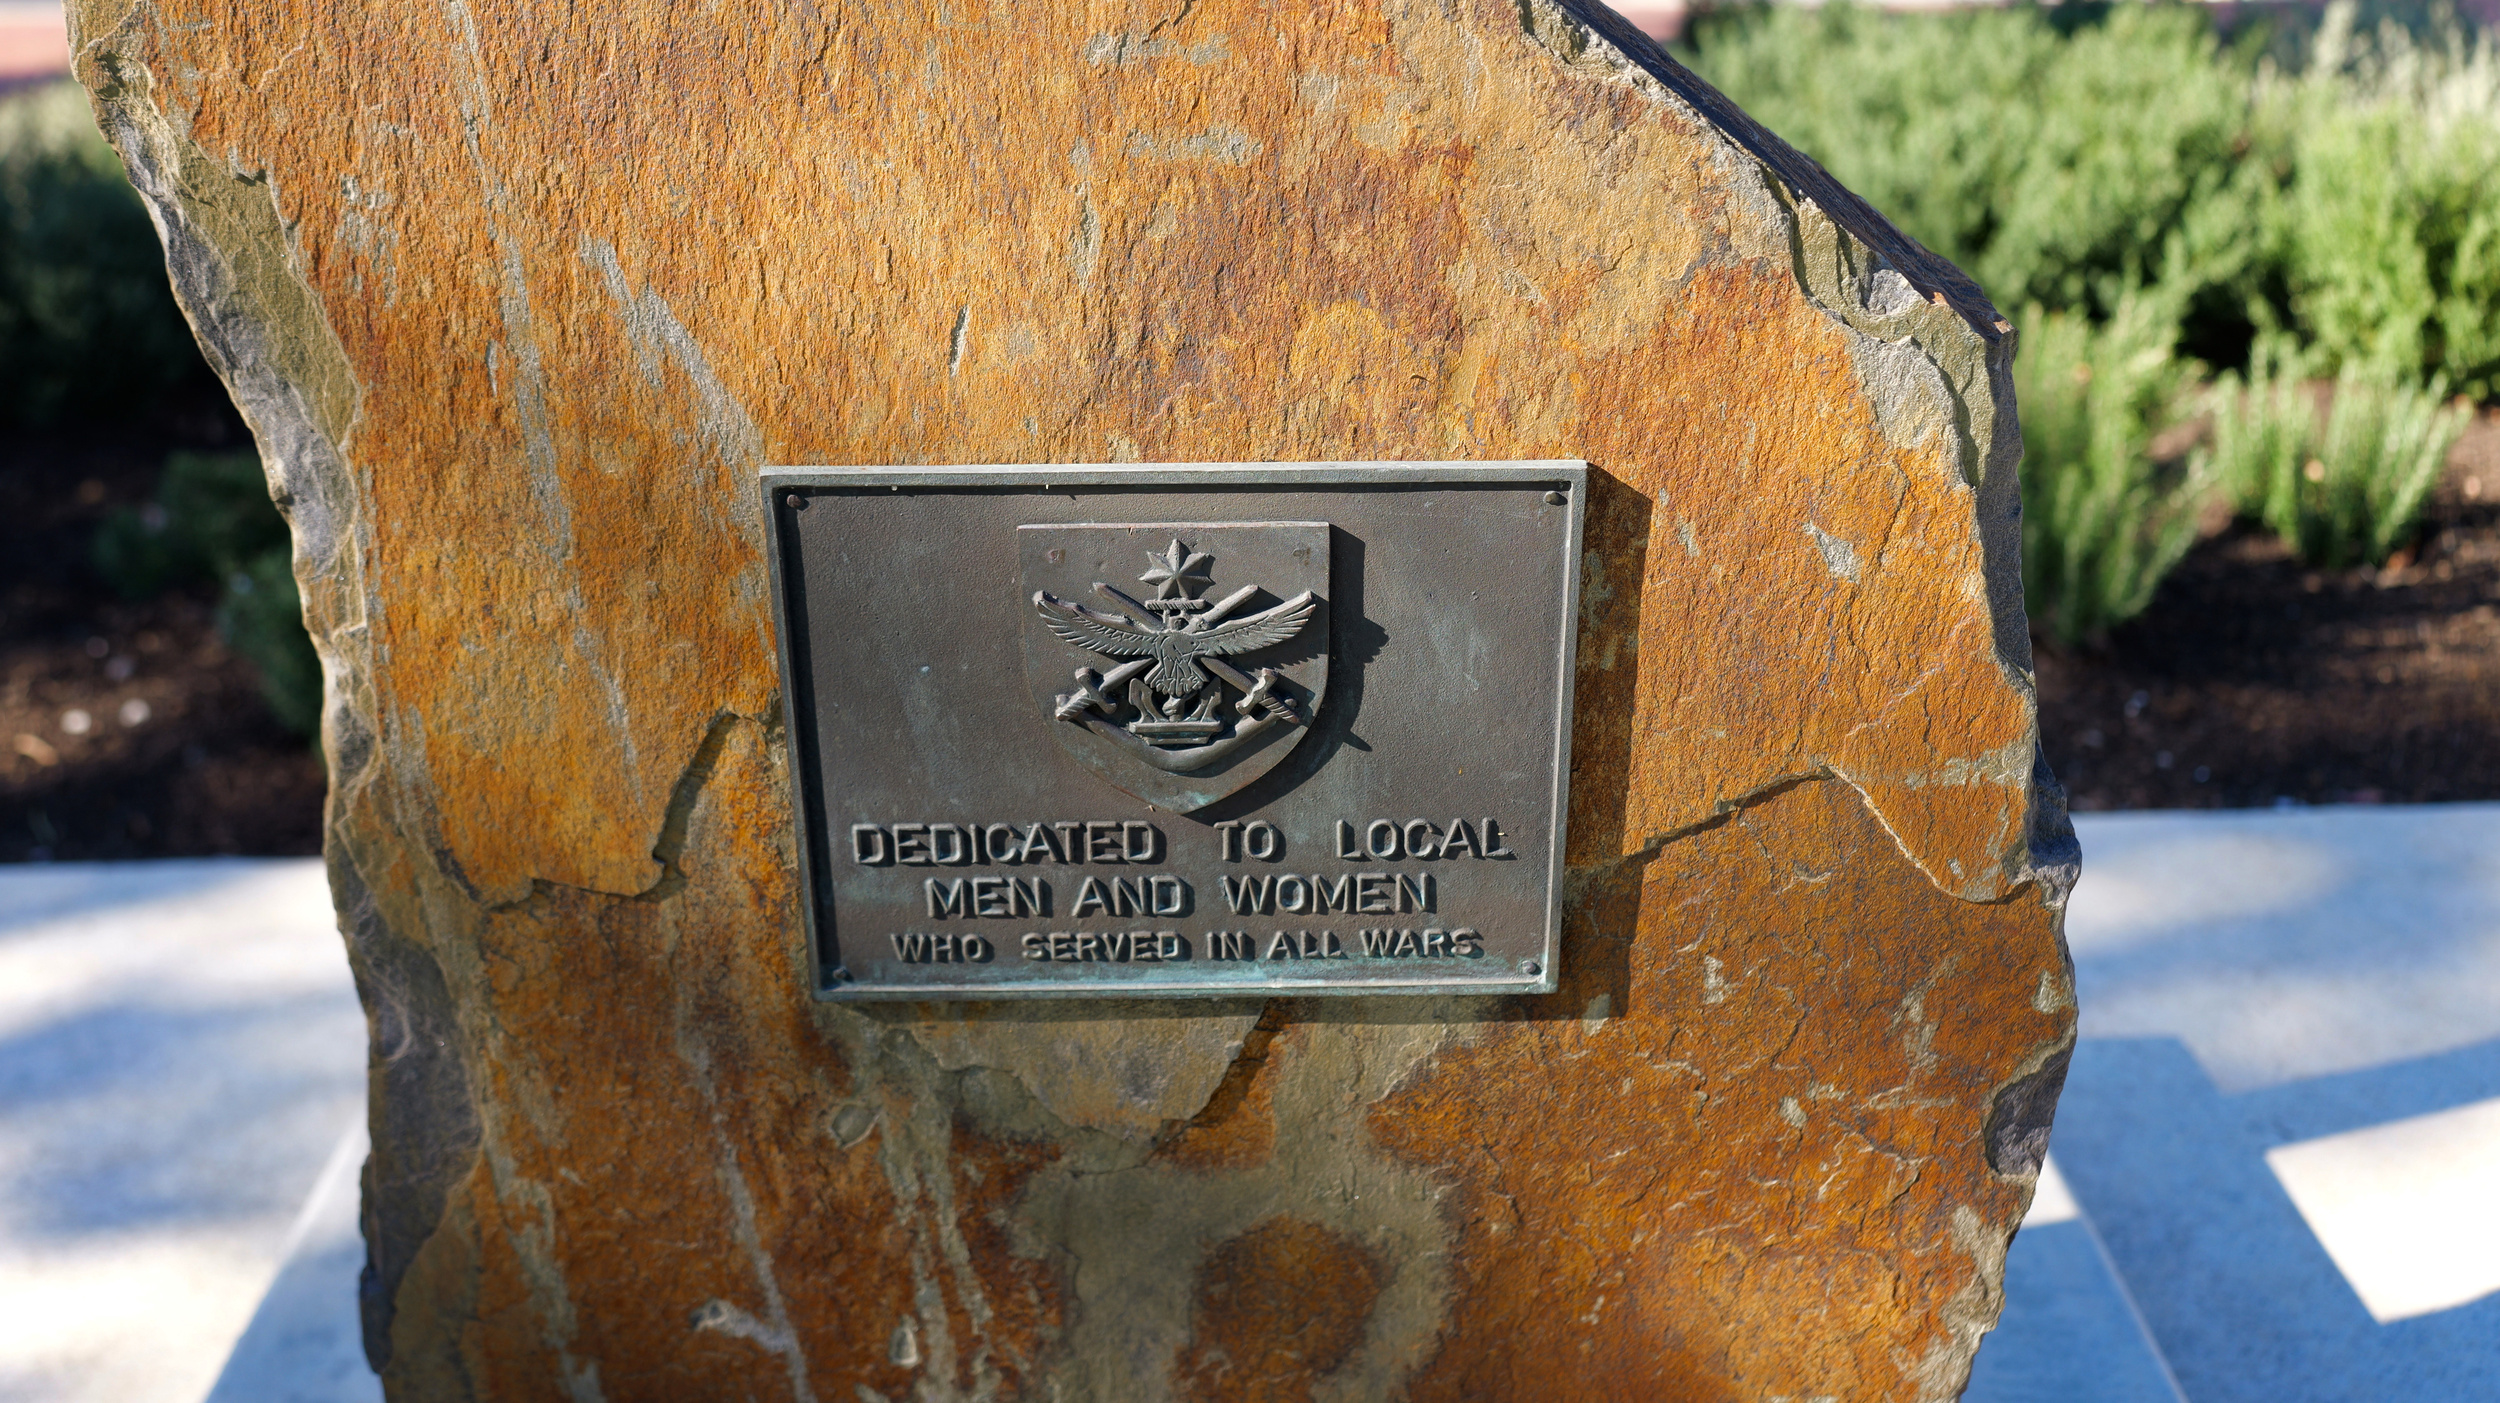 DEDICATED TO LOCAL
MEN AND WOMEN
WHO SERVED IN ALL WARS